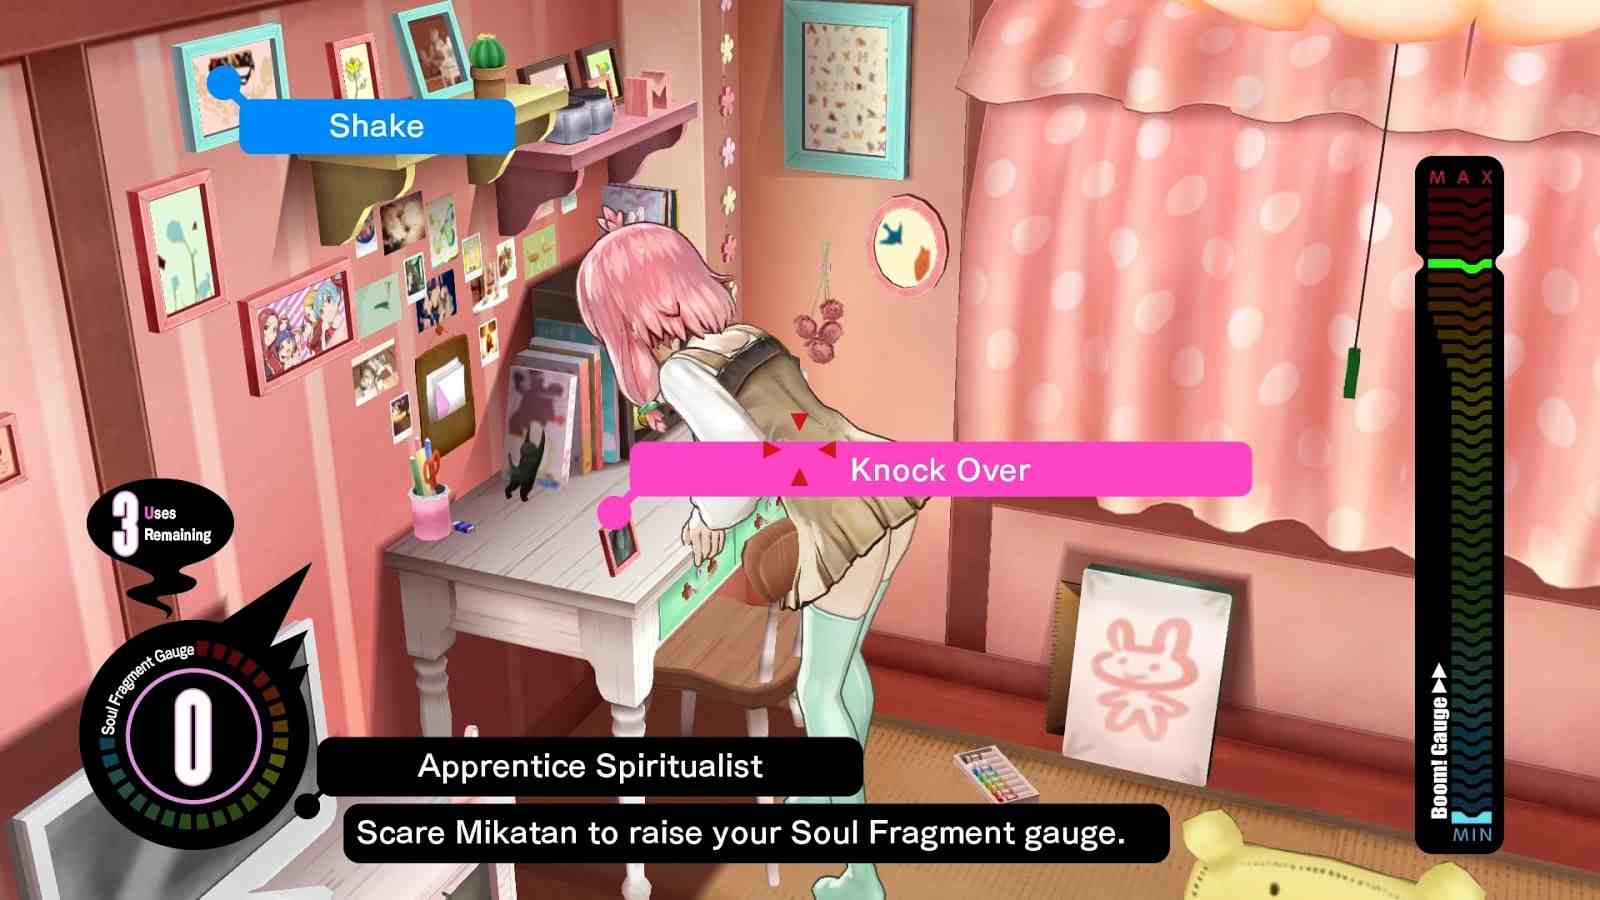 Shake
M A X
Knock Over
3 Uses
Remaining
Soul Fragment Gauge
0
Boom! Gauge
MIN
Apprentice Spiritualist
Scare Mikatan to raise your Soul Fragment gauge.
M